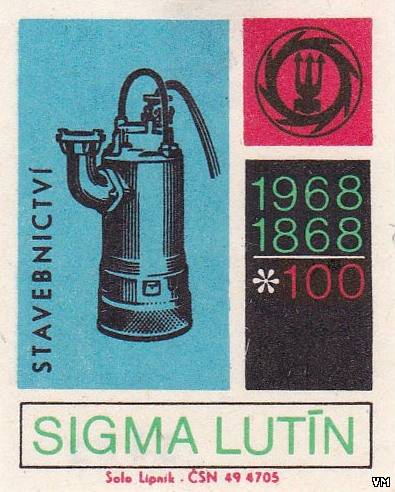 STAVEBNICTVÍ
1968
1868
*100
SIGMA LUTÍN
Solo Lipník · ČSN 49 4705
VM